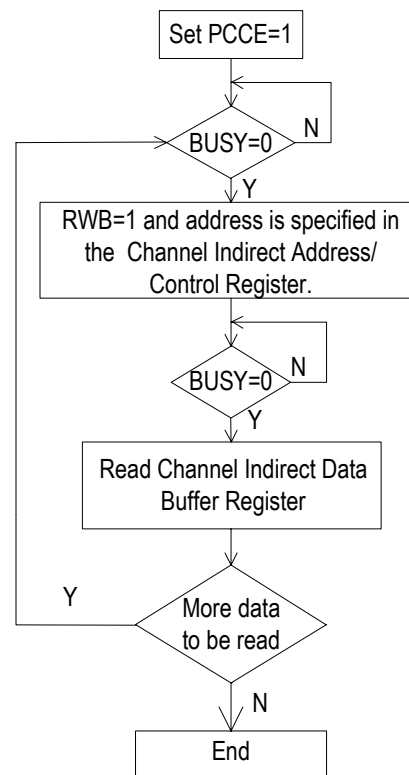 Set PCCE=1
BUSY=0
N
Y
RWB=1 and address is specified in
the Channel Indirect Address/
Control Register.
BUSY=0
N
Y
Read Channel Indirect Data
Buffer Register
Y
More data
to be read
N
End